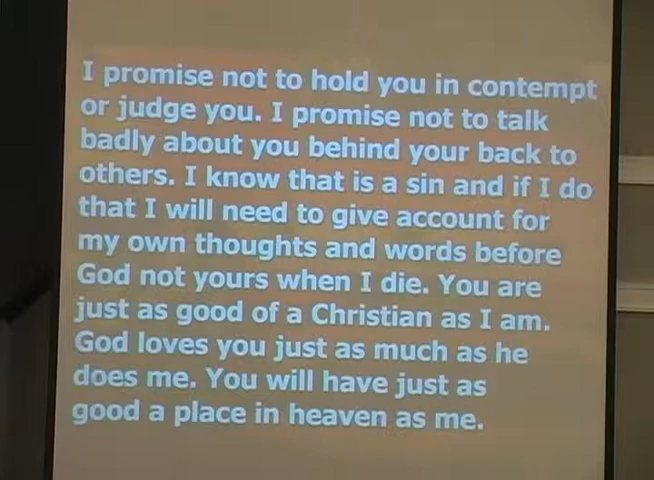 I promise not to hold you in contempt
or judge you. I promise not to talk
badly about you behind your back to
others. I know that is a sin and if I do
that I will need to give account for
my own thoughts and words before
God not yours when I die. You are
just as good of a Christian as I am.
God loves you just as much as he
does me. You will have just as
good a place in heaven as me.